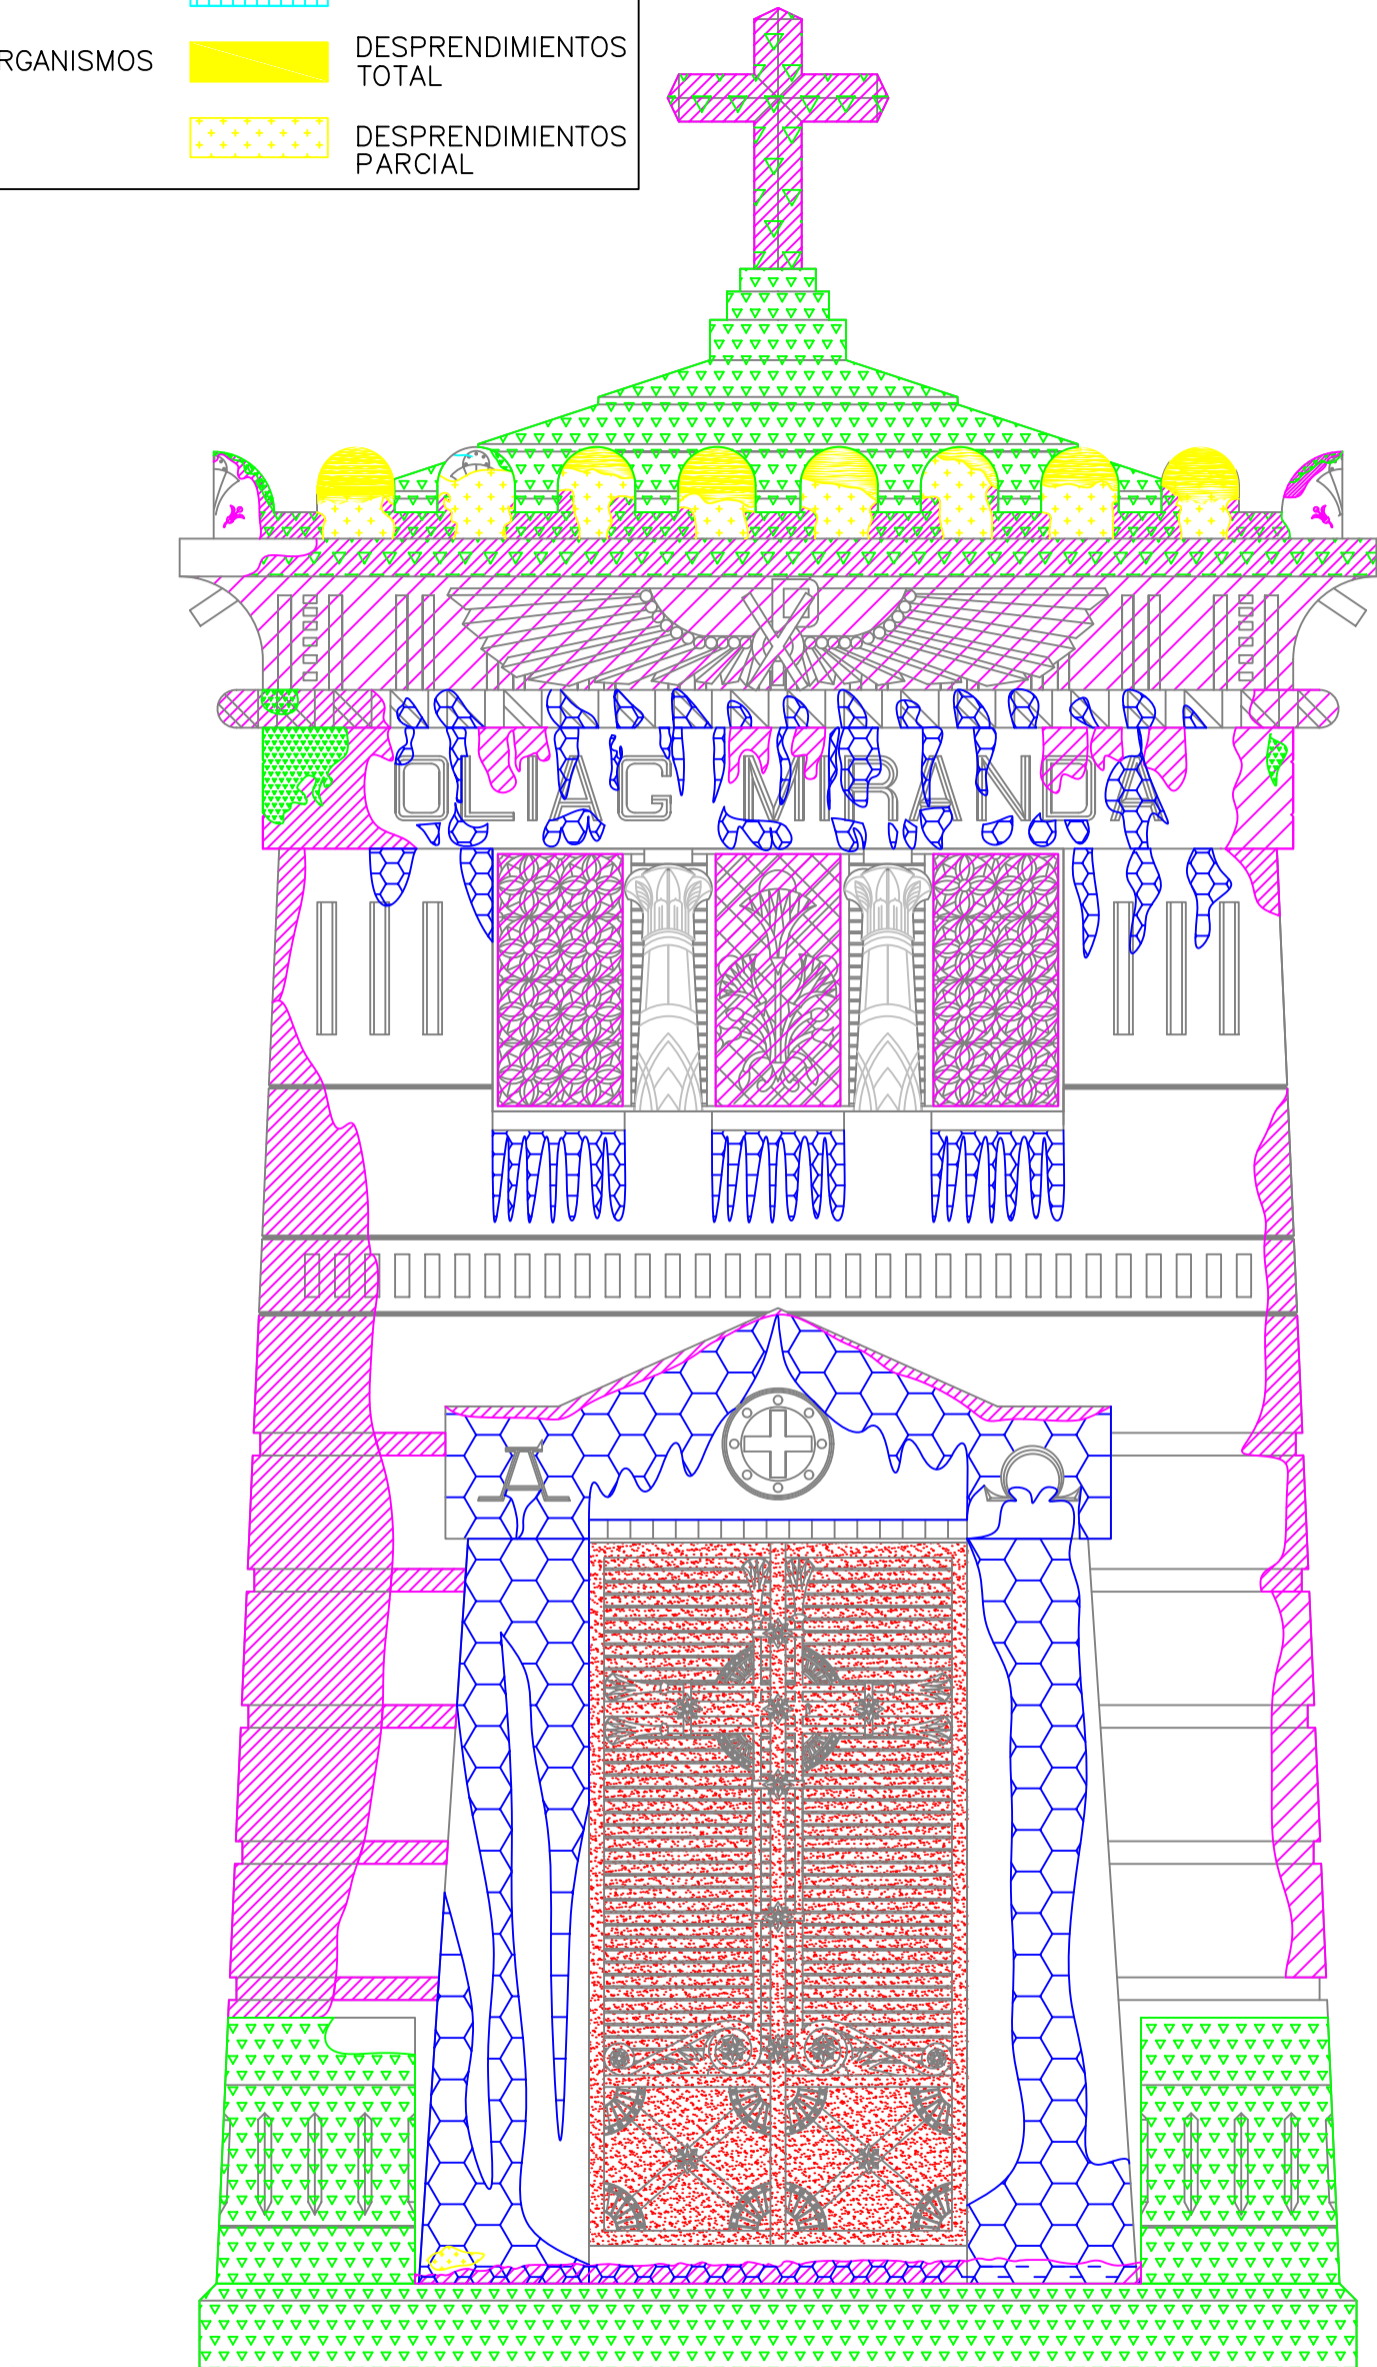 RGANISMOS
DESPRENDIMIENTOS
TOTAL
DESPRENDIMIENTOS
PARCIAL
OLIAG MIRANDA
Α Ω